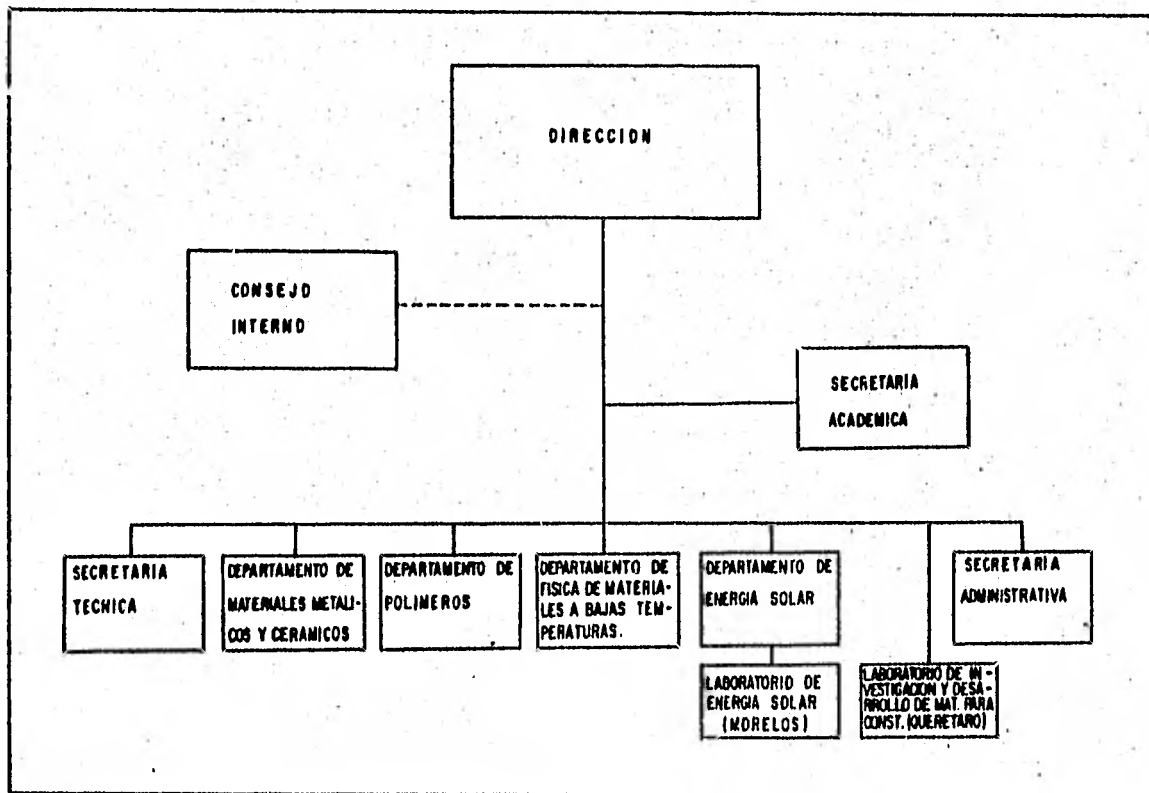 DIRECCION
CONSEJO
INTERNO
SECRETARIA
ACADEMICA
SECRETARIA
TECNICA
DEPARTAMENTO DE
MATERIALES METALI-
COS Y CERAMICOS
DEPARTAMENTO DE
POLIMEROS
DEPARTAMENTO DE
FISICA DE MATERIA-
LES A BAJAS TEM-
PERATURAS.
DEPARTAMENTO DE
ENERGIA SOLAR
SECRETARIA
ADMINISTRATIVA
LABORATORIO DE
ENERGIA SOLAR
(MORELOS)
LABORATORIO DE IN-
VESTIGACION Y DESA-
RROLLO DE MAT. PARA
CONST. (QUERETARO)